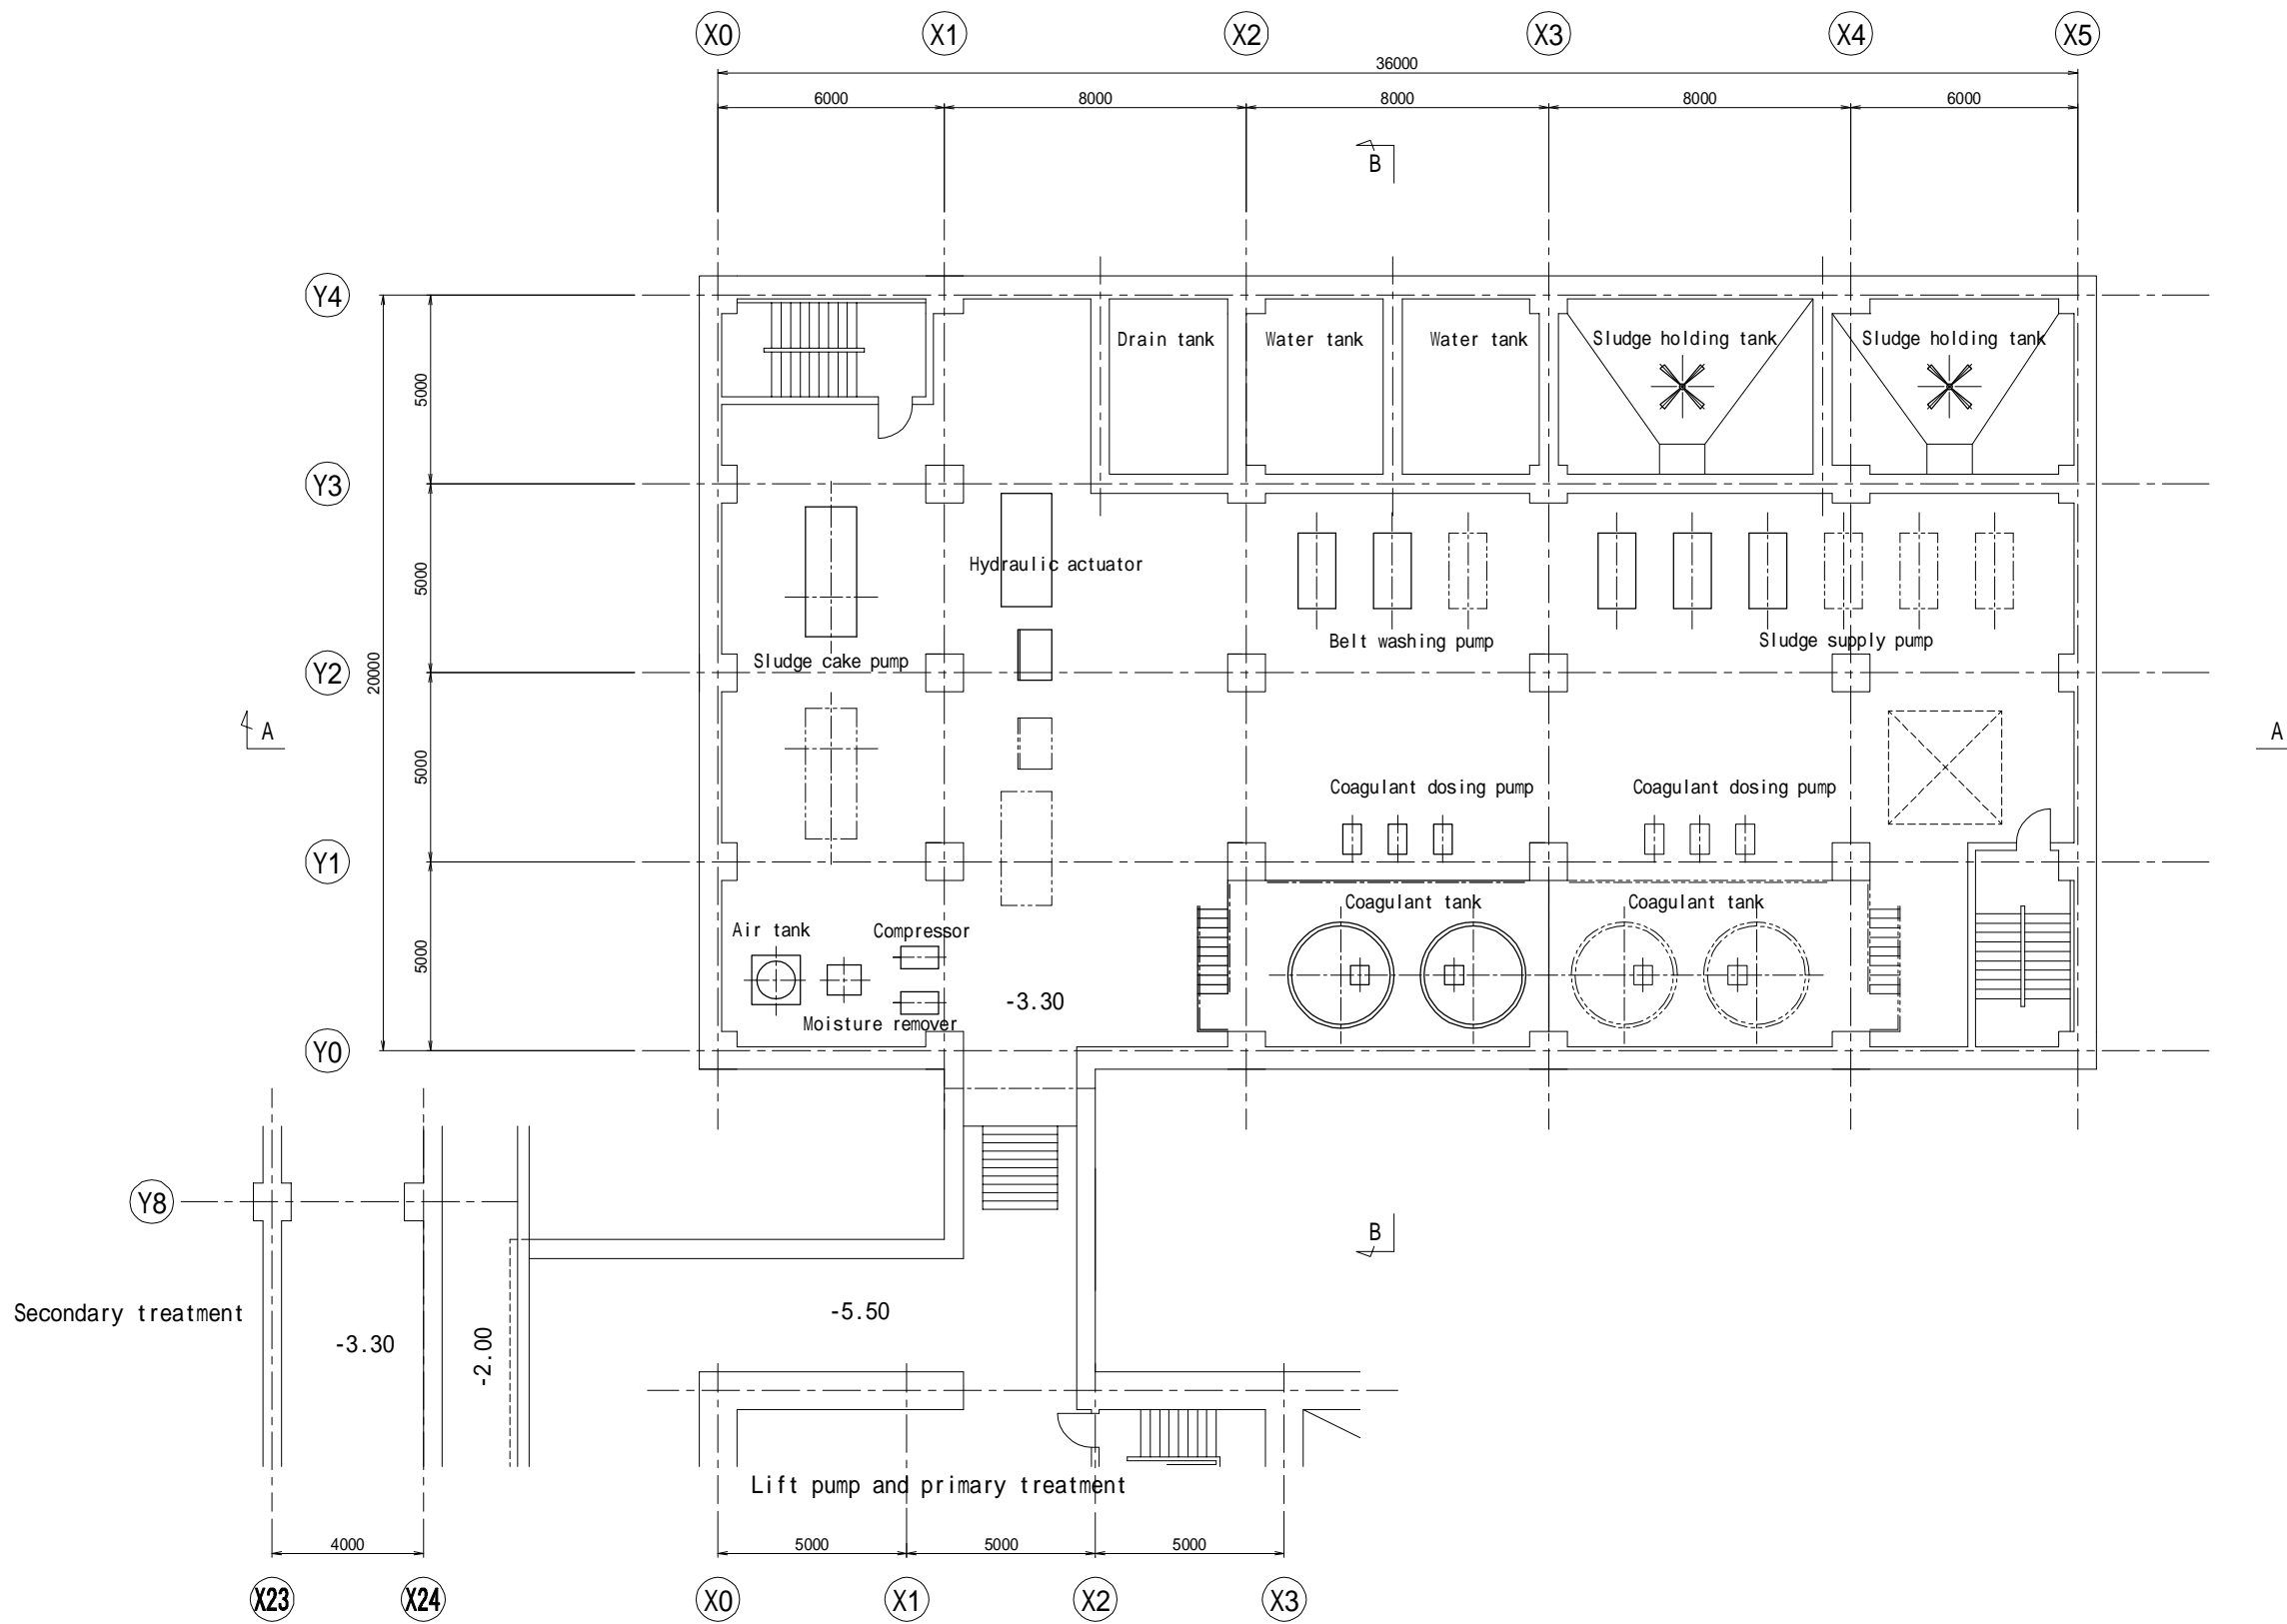 X0
X1
X2
X3
X4
X5
36000
6000
8000
8000
8000
6000
B
Y4
Drain tank
Water tank
Water tank
Sludge holding tank
Sludge holding tank
5000
Y3
Hydraulic actuator
5000
Belt washing pump
Sludge supply pump
Sludge cake pump
Y2
20000
A
A
5000
Coagulant dosing pump
Coagulant dosing pump
Y1
Coagulant tank
Coagulant tank
Air tank
Compressor
5000
-3.30
Moisture remover
Y0
Y8
B
Secondary treatment
-5.50
-3.30
-2.00
Lift pump and primary treatment
4000
5000
5000
5000
X23
X24
X0
X1
X2
X3